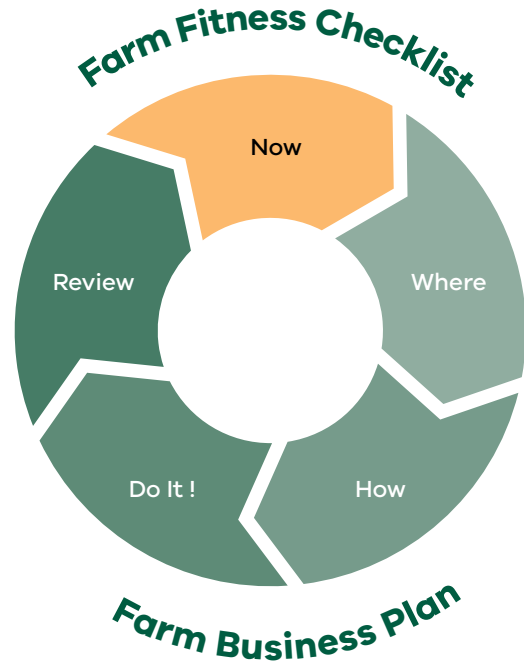 Farm Fitness Checklist
Now
Where
How
Do It !
Review
Farm Business Plan